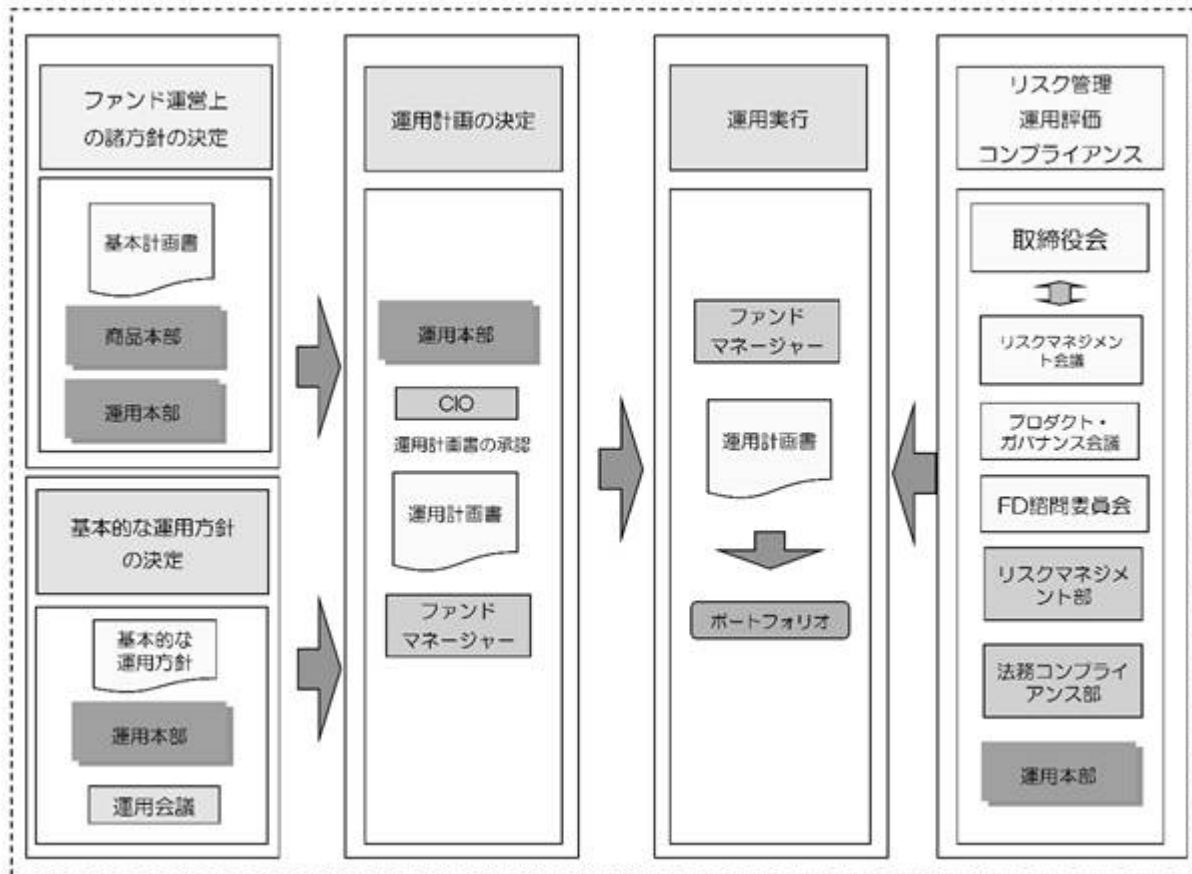 ファンド運営上
の諸方針の決定
基本計画書
商品本部
運用本部
基本的な運用方針
の決定
基本的な
運用方針
運用本部
運用会議
運用計画の決定
運用本部
CIO
運用計画書の承認
運用計画書
ファンド
マネージャー
運用実行
ファンド
マネージャー
運用計画書
ポートフォリオ
リスク管理
運用評価
コンプライアンス
取締役会
リスクマネジメン
ト会議
プロダクト・
ガバナンス会議
FD諮問委員会
リスクマネジメ
ント部
法務コンプライ
アンス部
運用本部